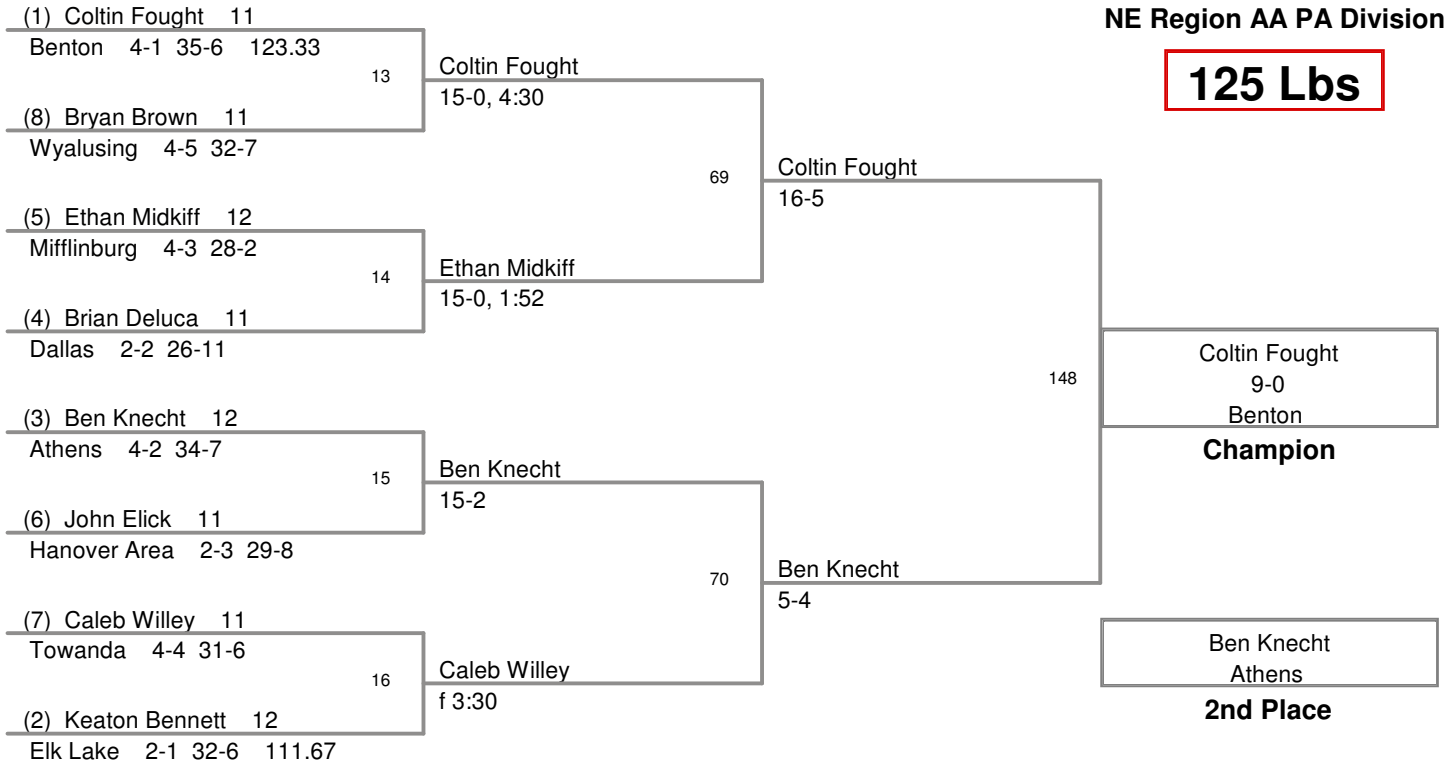 (1) Coltin Fought 11
Benton 4-1 35-6 123.33
13
(8) Bryan Brown 11
Wyalusing 4-5 32-7
(5) Ethan Midkiff 12
Mifflinburg 4-3 28-2
14
(4) Brian Deluca 11
Dallas 2-2 26-11
(3) Ben Knecht 12
Athens 4-2 34-7
15
(6) John Elick 11
Hanover Area 2-3 29-8
(7) Caleb Willey 11
Towanda 4-4 31-6
16
(2) Keaton Bennett 12
Elk Lake 2-1 32-6 111.67
Coltin Fought
15-0, 4:30
69
Ethan Midkiff
15-0, 1:52
Ben Knecht
15-2
70
Caleb Willey
f 3:30
Coltin Fought
16-5
148
Ben Knecht
5-4
NE Region AA PA Division
125 Lbs
Coltin Fought
9-0
Benton
Champion
Ben Knecht
Athens
2nd Place